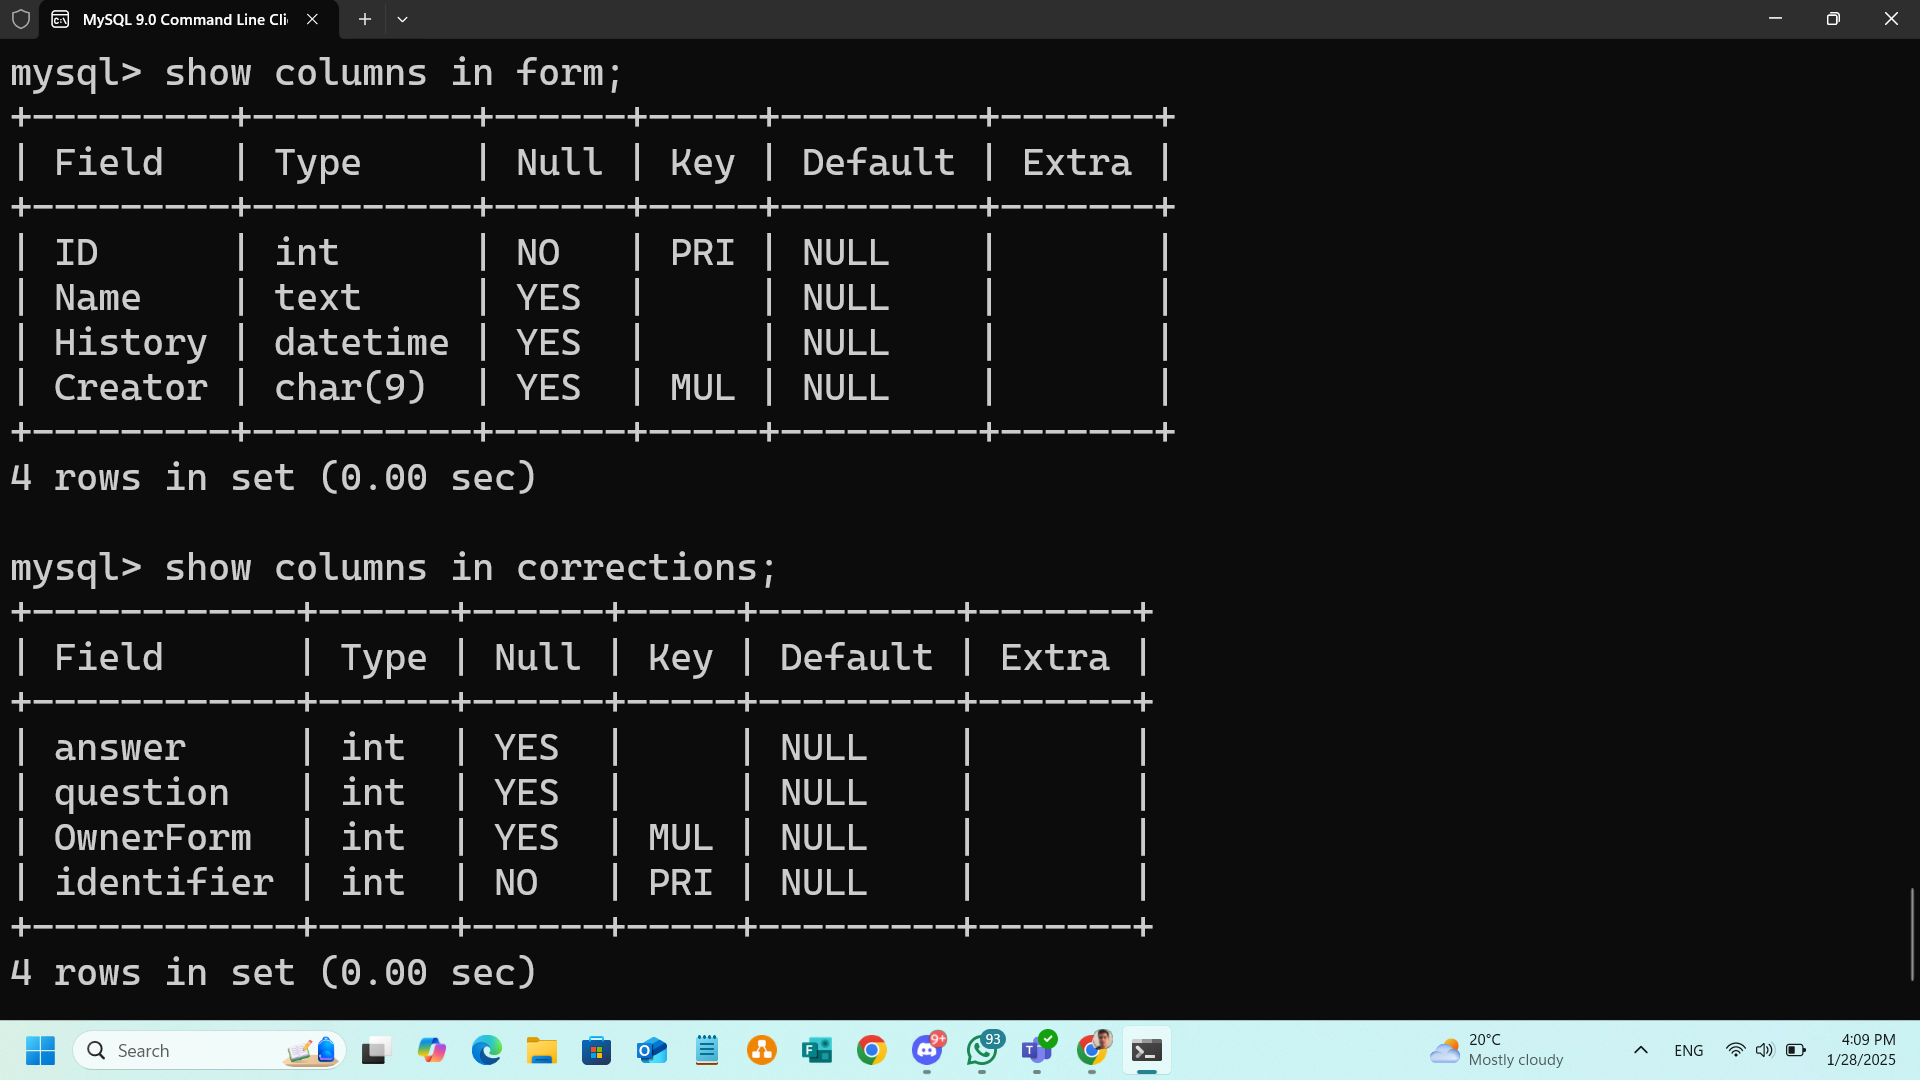 MySQL 9.0 Command Line Cli
mysql> show columns in form;
+---------+----------+------+-----+---------+-------+
| Field   | Type     | Null | Key | Default | Extra |
+---------+----------+------+-----+---------+-------+
| ID      | int      | NO   | PRI | NULL    |       |
| Name    | text     | YES  |     | NULL    |       |
| History | datetime | YES  |     | NULL    |       |
| Creator | char(9)  | YES  | MUL | NULL    |       |
+---------+----------+------+-----+---------+-------+
4 rows in set (0.00 sec)
mysql> show columns in corrections;
+------------+------+------+-----+---------+-------+
| Field      | Type | Null | Key | Default | Extra |
+------------+------+------+-----+---------+-------+
| answer     | int  | YES  |     | NULL    |       |
| question   | int  | YES  |     | NULL    |       |
| OwnerForm  | int  | YES  | MUL | NULL    |       |
| identifier | int  | NO   | PRI | NULL    |       |
+------------+------+------+-----+---------+-------+
4 rows in set (0.00 sec)
Search
9+
93
20°C
Mostly cloudy
ENG
4:09 PM
1/28/2025